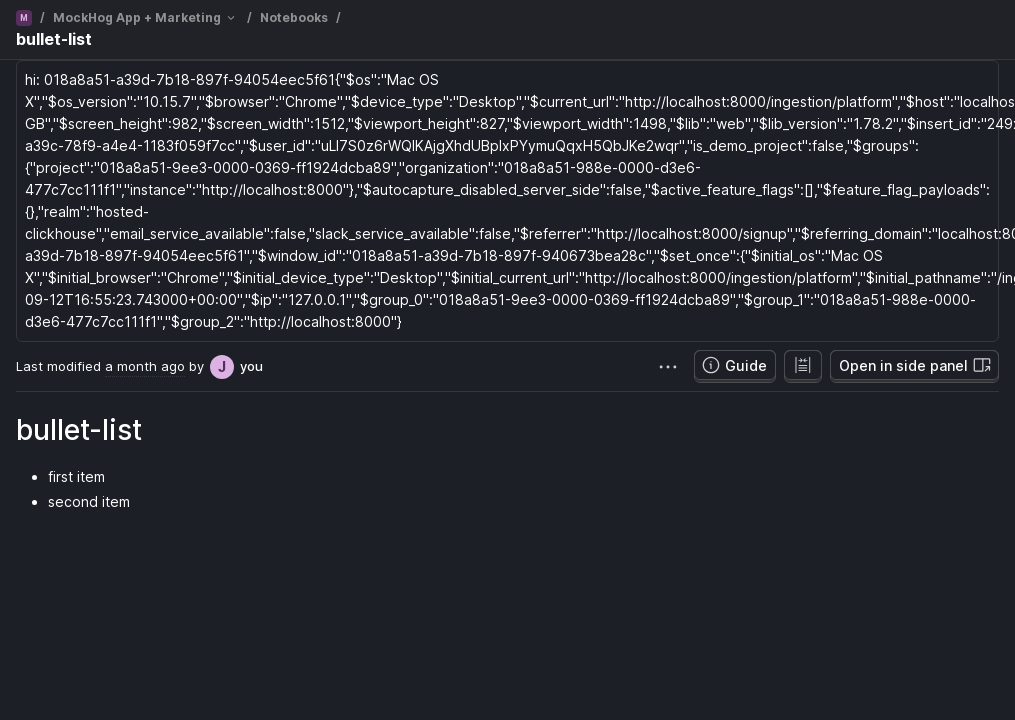 M / MockHog App + Marketing / Notebooks /
bullet-list
hi: 018a8a51-a39d-7b18-897f-94054eec5f61{"$os":"Mac OS
X","$os_version":"10.15.7","$browser":"Chrome","$device_type":"Desktop","$current_url":"http://localhost:8000/ingestion/platform","$host":"localhos
GB","$screen_height":982,"$screen_width":1512,"$viewport_height":827,"$viewport_width":1498,"$lib":"web","$lib_version":"1.78.2","$insert_id":"249
a39c-78f9-a4e4-1183f059f7cc","$user_id":"uLI7S0z6rWQIKAjgXhdUBpIxPYymuQqxH5QbJKe2wqr","is_demo_project":false,"$groups":
{"project":"018a8a51-9ee3-0000-0369-ff1924dcba89","organization":"018a8a51-988e-0000-d3e6-
477c7cc111f1","instance":"http://localhost:8000"},"$autocapture_disabled_server_side":false,"$active_feature_flags":[],"$feature_flag_payloads":
{},"realm":"hosted-
clickhouse","email_service_available":false,"slack_service_available":false,"$referrer":"http://localhost:8000/signup","$referring_domain":"localhost:80
a39d-7b18-897f-94054eec5f61","$window_id":"018a8a51-a39d-7b18-897f-940673bea28c","$set_once":{"$initial_os":"Mac OS
X","$initial_browser":"Chrome","$initial_device_type":"Desktop","$initial_current_url":"http://localhost:8000/ingestion/platform","$initial_pathname":"/ing
09-12T16:55:23.743000+00:00","$ip":"127.0.0.1","$group_0":"018a8a51-9ee3-0000-0369-ff1924dcba89","$group_1":"018a8a51-988e-0000-
d3e6-477c7cc111f1","$group_2":"http://localhost:8000"}
Last modified a month ago by J you
Guide
Open in side panel
bullet-list
• first item
• second item